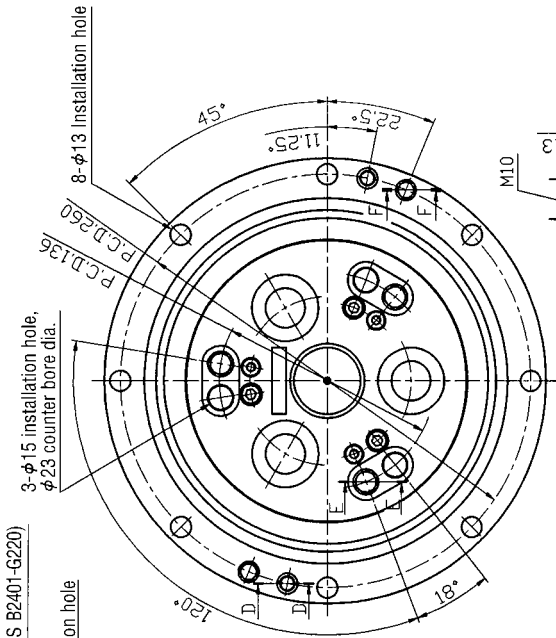 S B2401-G220)
on hole
3-φ15 installation hole,
φ23 counter bore dia.
8-φ13 Installation hole
P.C.D.260
P.C.D.136
45°
11.25°
22.5°
120°
18°
D
D
E
E
F
F
M10